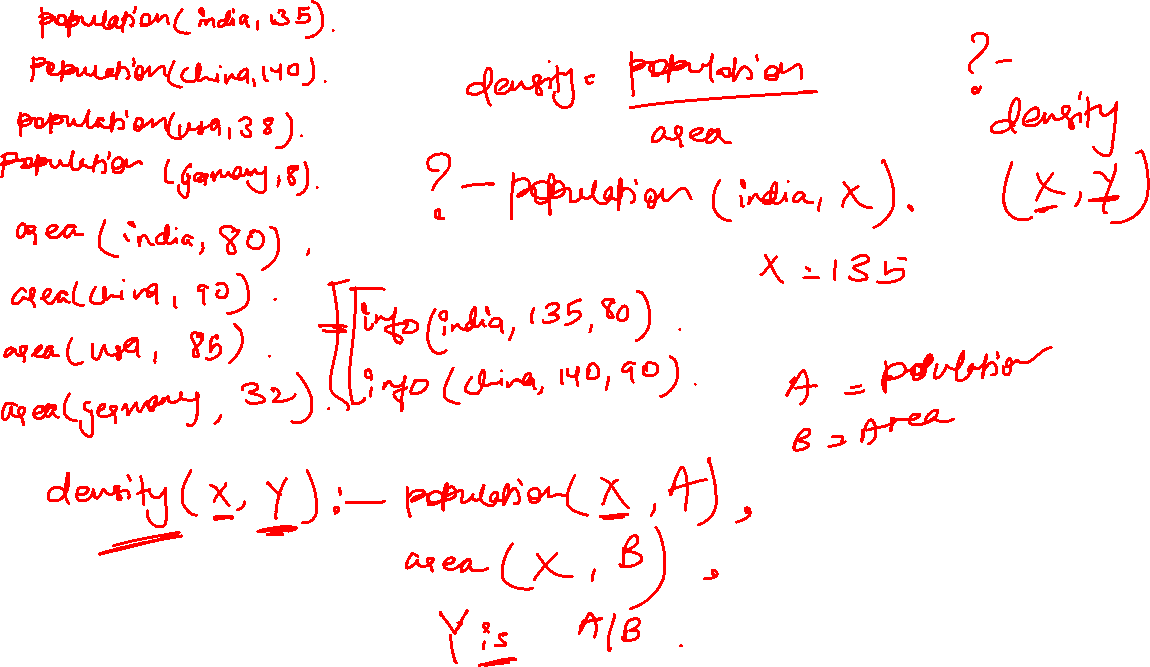 population(india, 135).
population(china, 140).
population(usa, 38).
population (germany, 8).
area (india, 80).
area(china, 90).
area(usa, 85).
area(germany, 32).
density = population
area
?- population (india, X).
X = 135
?-
density
(X, Y)
info(india, 135, 80).
info(china, 140, 90).
A = population
B = Area
density(X, Y) :- population(X, A),
area (X, B),
Y is A/B.